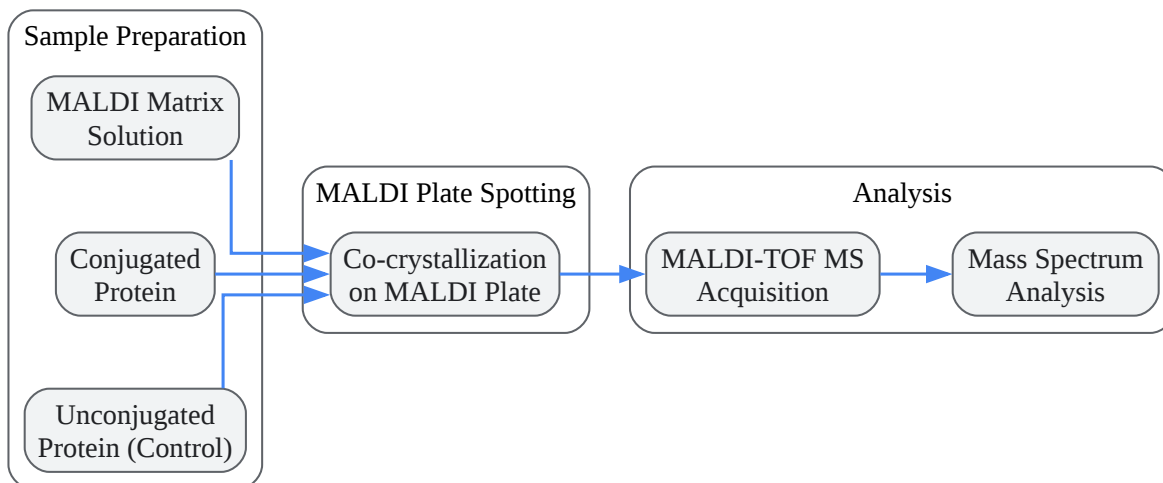 Sample Preparation
MALDI Matrix
Solution
Conjugated
Protein
Unconjugated
Protein (Control)
MALDI Plate Spotting
Co-crystallization
on MALDI Plate
Analysis
MALDI-TOF MS
Acquisition
Mass Spectrum
Analysis